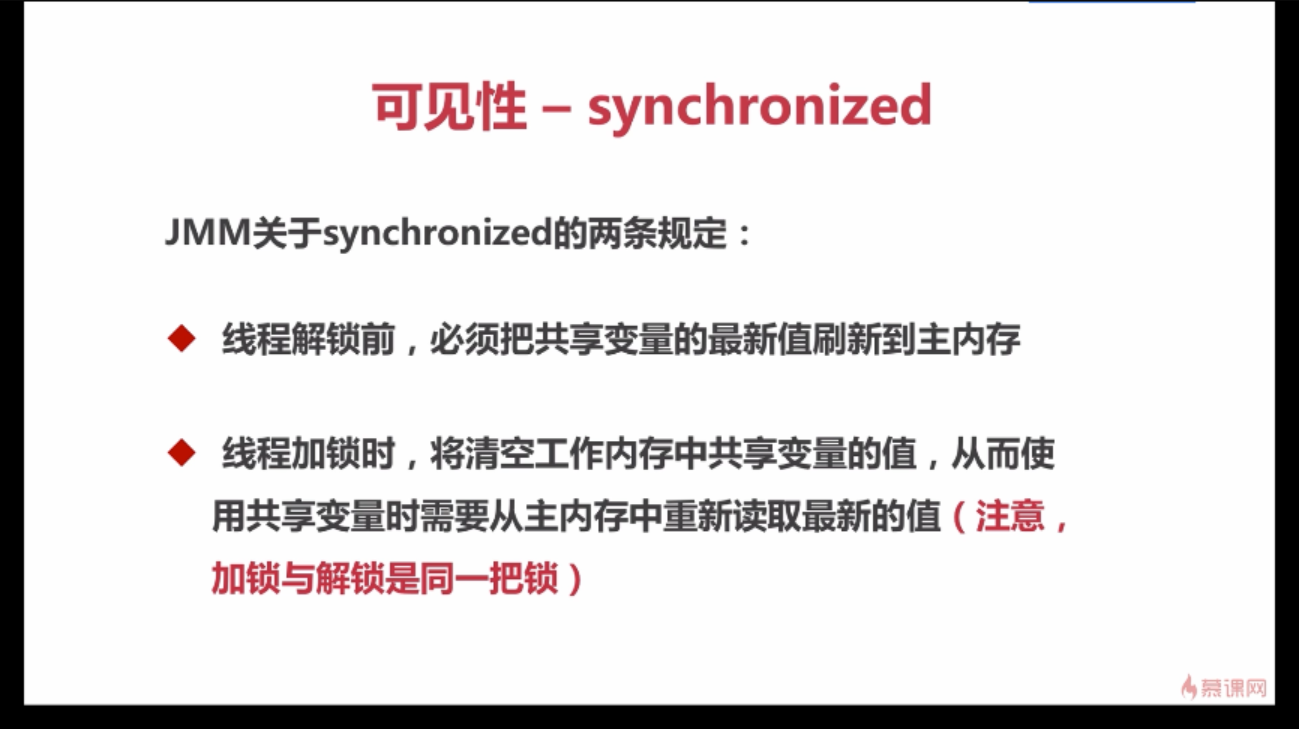 可见性 – synchronized
JMM关于synchronized的两条规定：
线程解锁前，必须把共享变量的最新值刷新到主内存
线程加锁时，将清空工作内存中共享变量的值，从而使
用共享变量时需要从主内存中重新读取最新的值（注意，
加锁与解锁是同一把锁）
慕课网